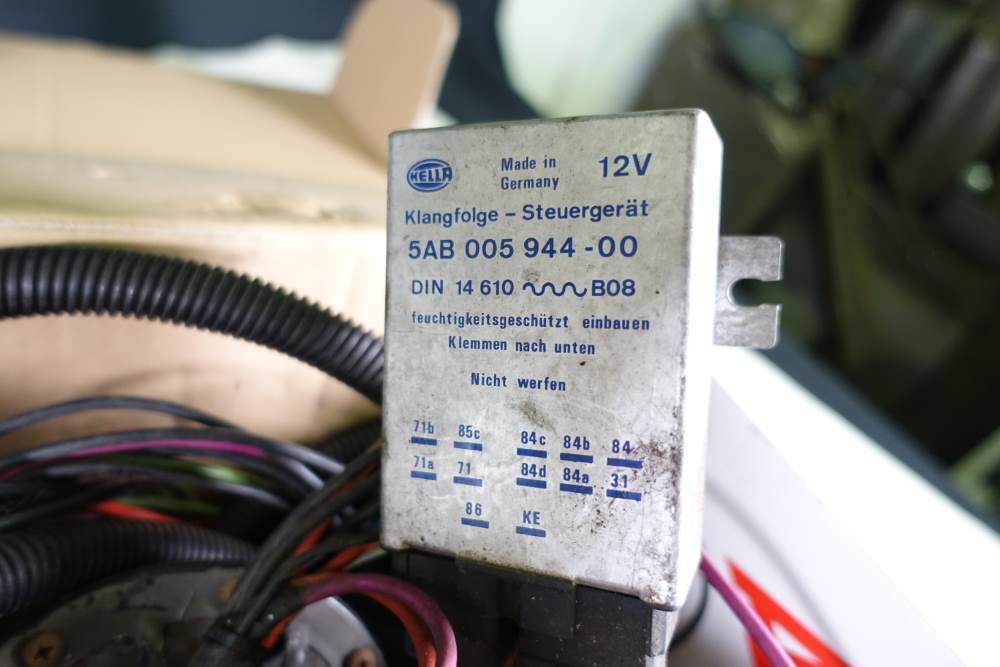 HELLA Made in Germany 12V
Klangfolge - Steuergerät
5AB 005 944 -00
DIN 14 610 B08
feuchtigkeitsgeschützt einbauen
Klemmen nach unten
Nicht werfen
71b 85c 84c 84b 84
71a 71 84d 84a 31
86 KE